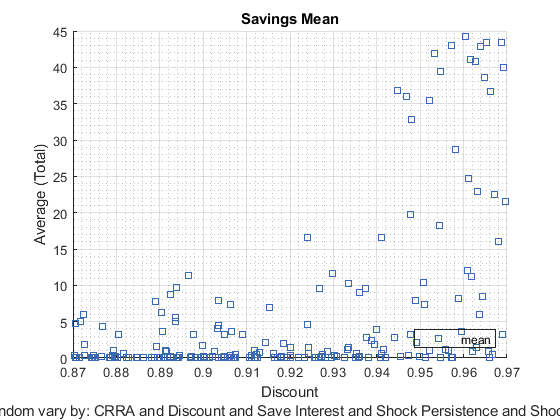 Savings Mean
Average (Total)
45
40
35
30
25
20
15
10
5
0
mean
0.87 0.88 0.89 0.9 0.91 0.92 0.93 0.94 0.95 0.96 0.97
Discount
ndom vary by: CRRA and Discount and Save Interest and Shock Persistence and Sho